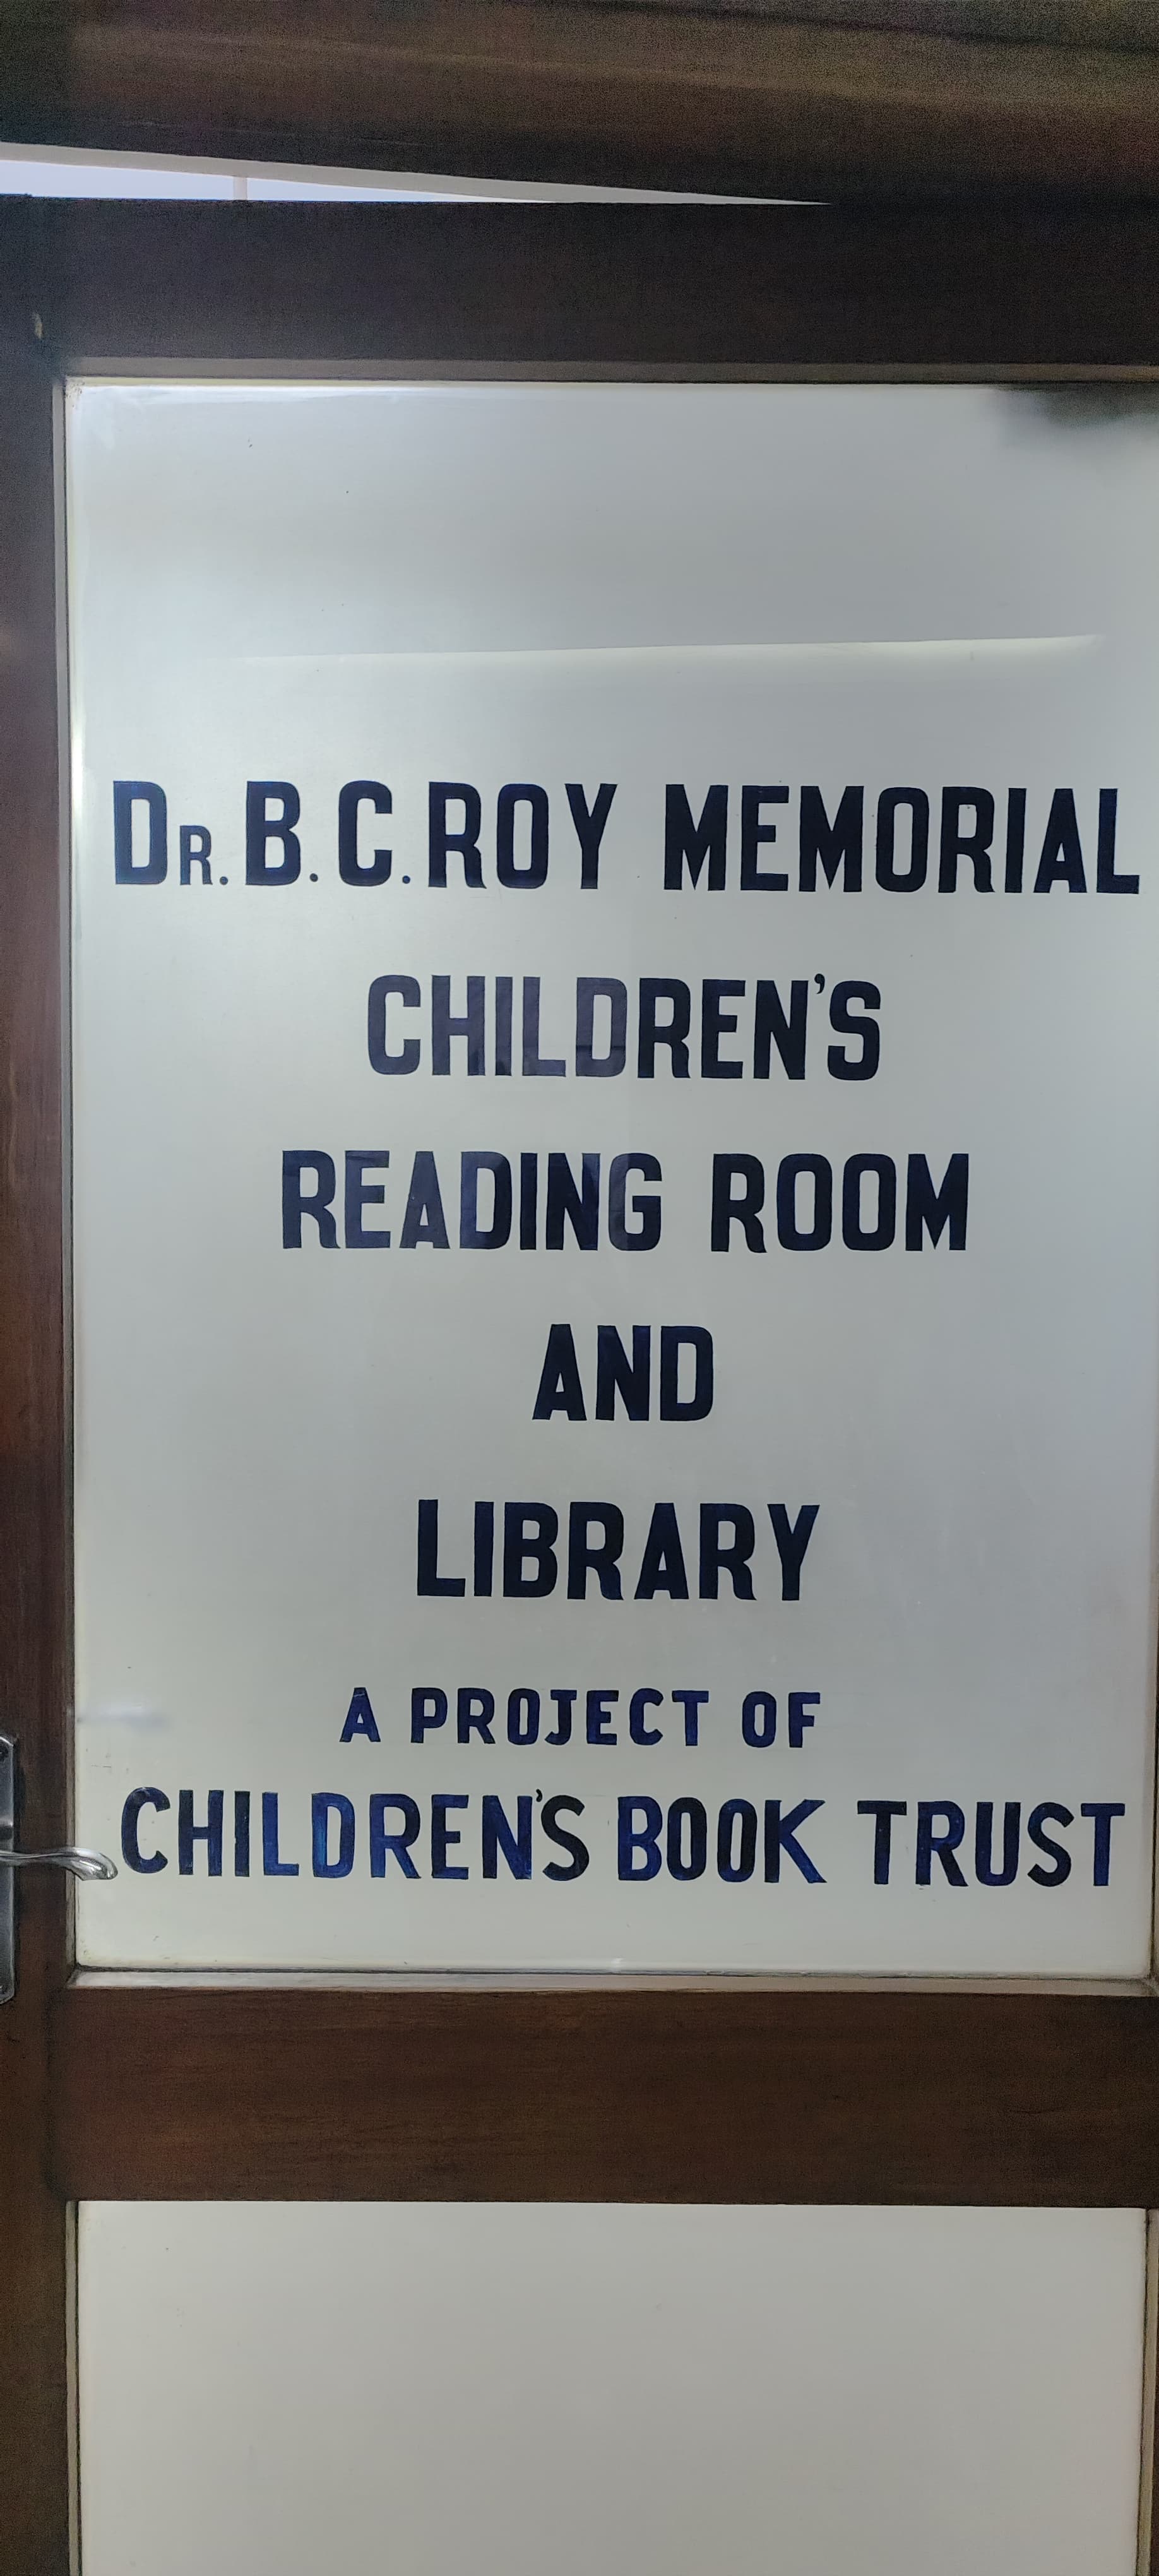 DR. B. C. ROY MEMORIAL
CHILDREN'S
READING ROOM
AND
LIBRARY
A PROJECT OF
CHILDREN'S BOOK TRUST